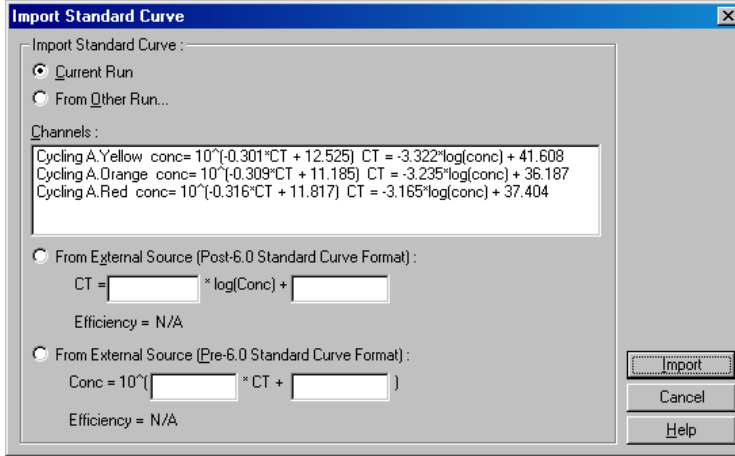 Import Standard Curve
Import Standard Curve :
Current Run
From Other Run...
Channels :
Cycling A.Yellow conc= 10^(-0.301*CT + 12.525) CT = -3.322*log(conc) + 41.608
Cycling A.Orange conc= 10^(-0.309*CT + 11.185) CT = -3.235*log(conc) + 36.187
Cycling A.Red conc= 10^(-0.316*CT + 11.817) CT = -3.165*log(conc) + 37.404
From External Source (Post-6.0 Standard Curve Format) :
CT = * log(Conc) +
Efficiency = N/A
From External Source (Pre-6.0 Standard Curve Format) :
Conc = 10^( * CT + )
Efficiency = N/A
Import
Cancel
Help